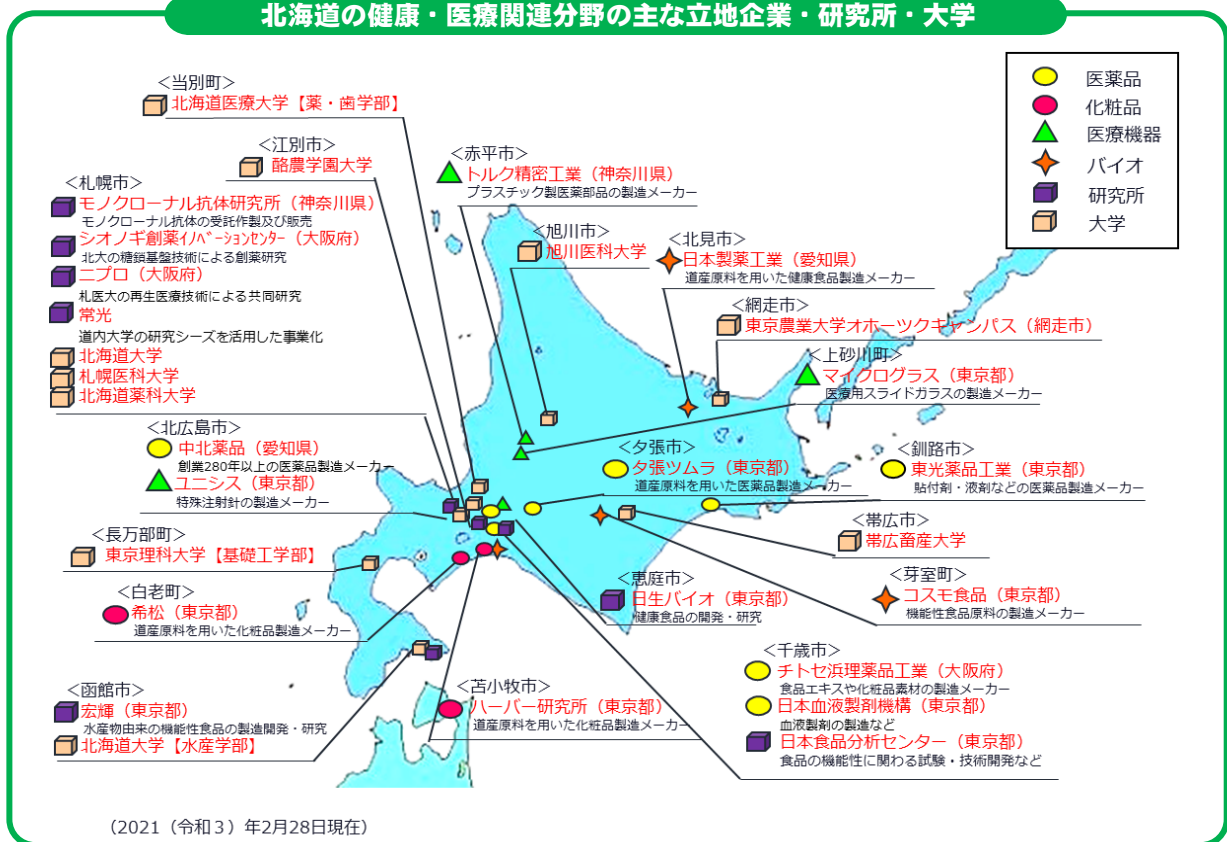 北海道の健康・医療関連分野の主な立地企業・研究所・大学
医薬品
化粧品
医療機器
バイオ
研究所
大学
＜当別町＞
北海道医療大学【薬・歯学部】
＜江別市＞
酪農学園大学
＜札幌市＞
モノクローナル抗体研究所（神奈川県）
モノクローナル抗体の受託作製及び販売
シオノギ創薬ｲﾉﾍﾞｰｼｮﾝｾﾝﾀｰ（大阪府）
北大の糖鎖基盤技術による創薬研究
ニプロ（大阪府）
札医大の再生医療技術による共同研究
常光
道内大学の研究シーズを活用した事業化
北海道大学
札幌医科大学
北海道薬科大学
＜赤平市＞
トルク精密工業（神奈川県）
プラスチック製医薬部品の製造メーカー
＜旭川市＞
旭川医科大学
＜北見市＞
日本製薬工業（愛知県）
道産原料を用いた健康食品製造メーカー
＜網走市＞
東京農業大学オホーツクキャンパス（網走市）
＜上砂川町＞
マイクログラス（東京都）
医療用スライドガラスの製造メーカー
＜北広島市＞
中北薬品（愛知県）
創業280年以上の医薬品製造メーカー
ユニシス（東京都）
特殊注射針の製造メーカー
＜夕張市＞
夕張ツムラ（東京都）
道産原料を用いた医薬品製造メーカー
＜釧路市＞
東光薬品工業（東京都）
貼付剤・液剤などの医薬品製造メーカー
＜長万部町＞
東京理科大学【基礎工学部】
＜帯広市＞
帯広畜産大学
＜白老町＞
希松（東京都）
道産原料を用いた化粧品製造メーカー
＜恵庭市＞
日生バイオ（東京都）
健康食品の開発・研究
＜芽室町＞
コスモ食品（東京都）
機能性食品原料の製造メーカー
＜函館市＞
宏輝（東京都）
水産物由来の機能性食品の製造開発・研究
北海道大学【水産学部】
＜苫小牧市＞
ハーバー研究所（東京都）
道産原料を用いた化粧品製造メーカー
＜千歳市＞
チトセ浜理薬品工業（大阪府）
食品エキスや化粧品素材の製造メーカー
日本血液製剤機構（東京都）
血液製剤の製造など
日本食品分析センター（東京都）
食品の機能性に関わる試験・技術開発など
（2021（令和３）年2月28日現在）